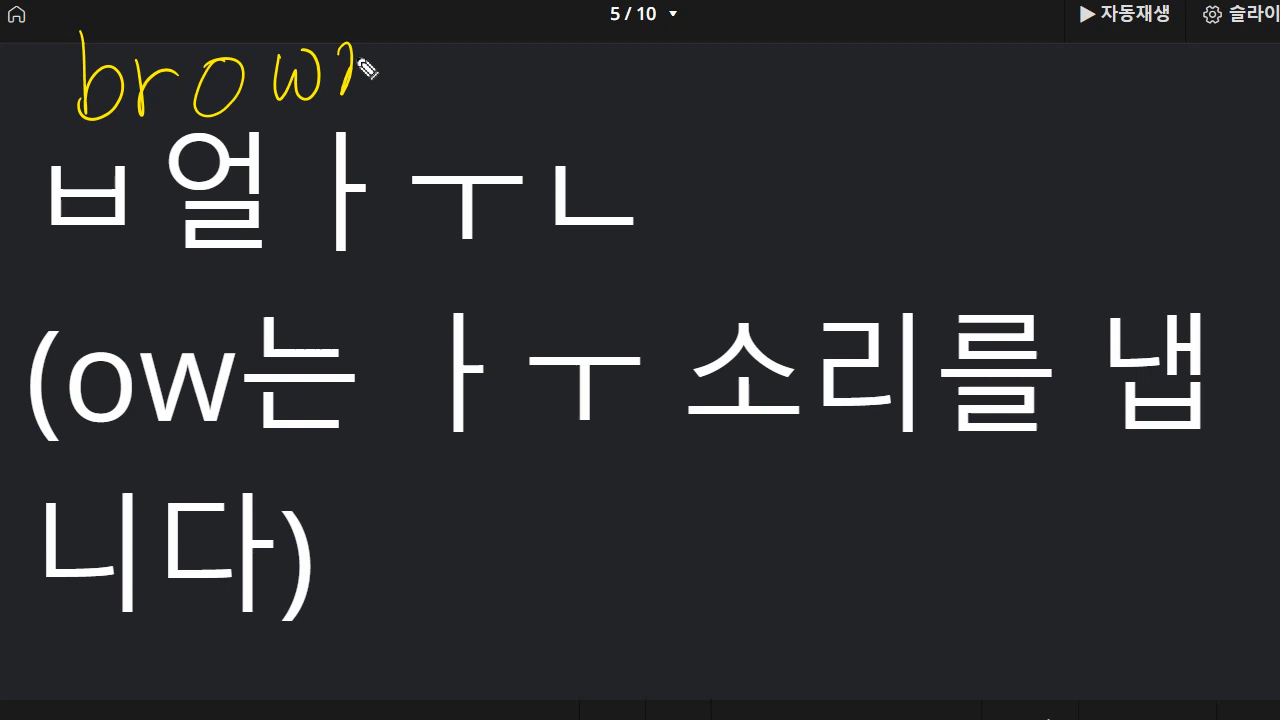 5 / 10
자동재생
슬라이
brown
ㅂ얼ㅏㅜㄴ
(ow는 ㅏㅜ 소리를 냅
니다)